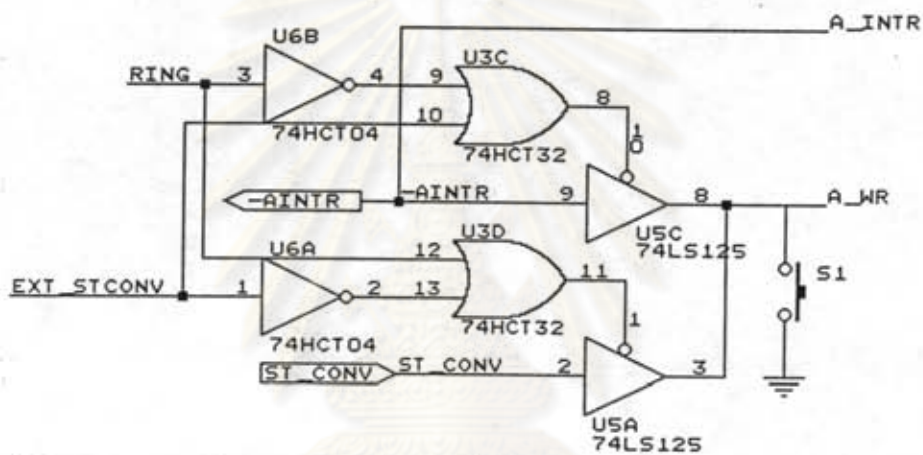 A_INTR
U6B
RING
3
4
9
U3C
8
10
74HCT04
74HCT32
10
-AINTR
-AINTR
9
8
A_WR
U6A
U3D
U5C
74LS125
12
11
S1
EXT_STCONV
1
2
13
74HCT32
1
74HCT04
ST_CONV
ST_CONV
2
3
U5A
74LS125